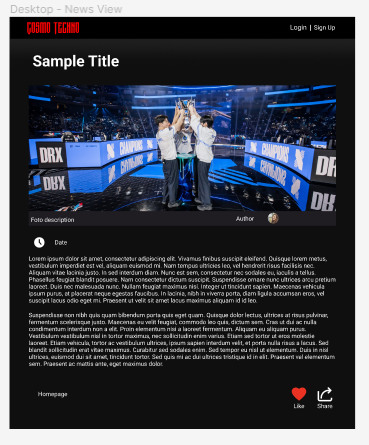 Desktop - News View
COSMO TECHNO
Login | Sign Up
Sample Title
DRX
CHAMPIONS
CHAMPIONS
DRX
DRX
Foto description
Author
Date
Lorem ipsum dolor sit amet, consectetur adipiscing elit. Vivamus finibus suscipit eleifend. Quisque lorem metus,
vestibulum imperdiet est vel, aliquam euismod mi. Nam tempus ultricies leo, vel hendrerit risus facilisis nec.
Aliquam vitae lacinia justo. In sed interdum diam. Nunc est sem, consectetur nec sodales eu, iaculis a tellus.
Phasellus feugiat blandit posuere. Nam consectetur dictum suscipit. Suspendisse ornare nunc ultrices arcu pretium
laoreet. Duis nec malesuada nunc. Nullam feugiat maximus nisl. Integer ut tincidunt sapien. Maecenas vehicula
ipsum purus, at placerat neque egestas faucibus. In lacinia, nibh in viverra porta, diam ligula accumsan eros, vel
suscipit lacus odio eget mi. Praesent ut velit sit amet lacus maximus aliquam id id leo.
Suspendisse non nibh quis quam bibendum porta quis eget quam. Quisque dolor lectus, ultrices at risus pulvinar,
fermentum scelerisque justo. Maecenas eu velit feugiat, commodo leo quis, dictum sem. Cras ut dui ac nulla
condimentum interdum non a elit. Proin elementum nisi a laoreet fermentum. Aliquam eu aliquam purus.
Vestibulum vestibulum nisl in tortor maximus, nec sollicitudin enim varius. Etiam tempor dui ut eros molestie
laoreet. Etiam vehicula, tortor ac vestibulum ultrices, ipsum sapien interdum velit, et porta nulla risus a lacus. Sed
blandit sollicitudin erat vitae maximus. Curabitur sed sodales enim. Sed tempor eu nisl ut elementum. Duis in nisl
ultrices, euismod dui sit amet, tincidunt tortor. Sed quis mi ac dui ultrices tristique id in elit. Praesent vel elementum
sem. Praesent ac mattis ante, eget maximus dolor.
Homepage
Like
Share